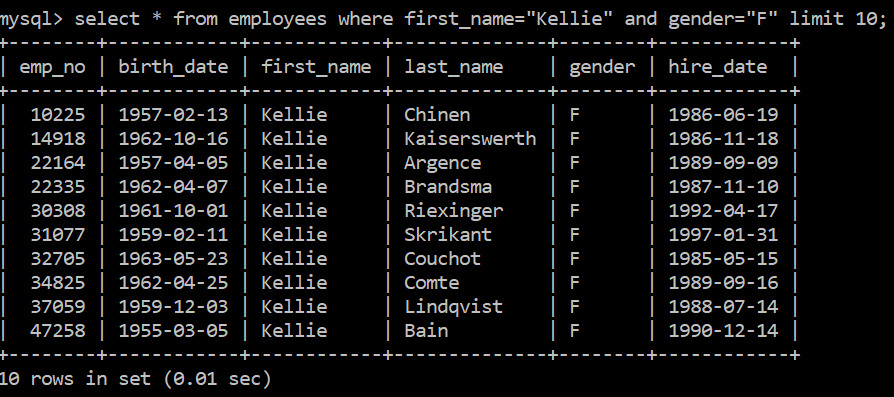 mysql> select * from employees where first_name="Kellie" and gender="F" limit 10;
+--------+------------+------------+---------------+--------+------------+
| emp_no | birth_date | first_name | last_name     | gender | hire_date  |
+--------+------------+------------+---------------+--------+------------+
|  10225 | 1957-02-13 | Kellie     | Chinen        | F      | 1986-06-19 |
|  14918 | 1962-10-16 | Kellie     | Kaiserswerth  | F      | 1986-11-18 |
|  22164 | 1957-04-05 | Kellie     | Argence       | F      | 1989-09-09 |
|  22335 | 1962-04-07 | Kellie     | Brandsma      | F      | 1987-11-10 |
|  30308 | 1961-10-01 | Kellie     | Riexinger     | F      | 1992-04-17 |
|  31077 | 1959-02-11 | Kellie     | Skrikant      | F      | 1997-01-31 |
|  32705 | 1963-05-23 | Kellie     | Couchot       | F      | 1985-05-15 |
|  34825 | 1962-04-25 | Kellie     | Comte         | F      | 1989-09-16 |
|  37059 | 1959-12-03 | Kellie     | Lindqvist     | F      | 1988-07-14 |
|  47258 | 1955-03-05 | Kellie     | Bain          | F      | 1990-12-14 |
+--------+------------+------------+---------------+--------+------------+
10 rows in set (0.01 sec)